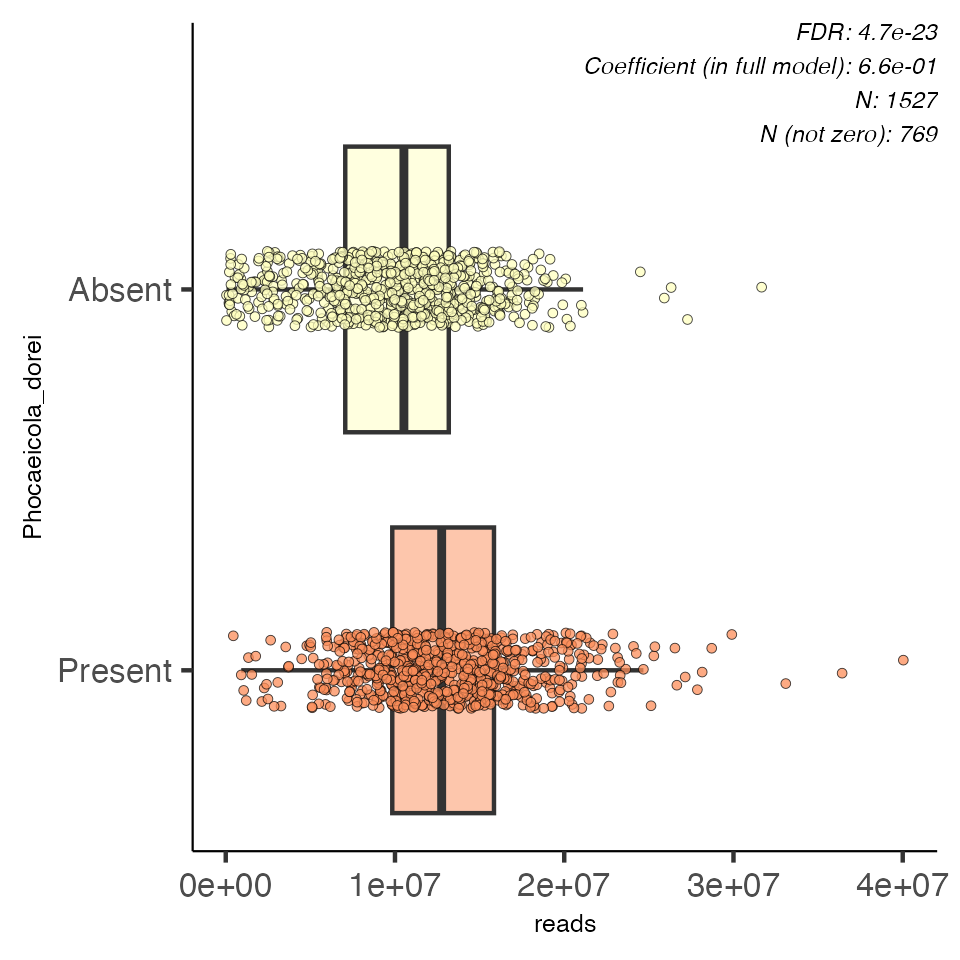 FDR: 4.7e-23
Coefficient (in full model): 6.6e-01
N: 1527
N (not zero): 769
Phocaeicola_dorei
Absent
Present
0e+00 1e+07 2e+07 3e+07 4e+07
reads